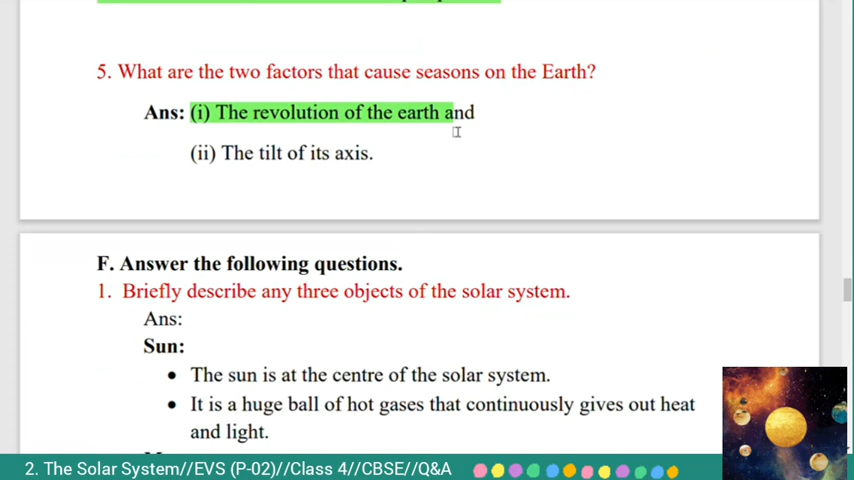 5. What are the two factors that cause seasons on the Earth?
Ans: (i) The revolution of the earth and
(ii) The tilt of its axis.
F. Answer the following questions.
1. Briefly describe any three objects of the solar system.
Ans:
Sun:
• The sun is at the centre of the solar system.
• It is a huge ball of hot gases that continuously gives out heat
and light.
2. The Solar System//EVS (P-02)//Class 4//CBSE//Q&A